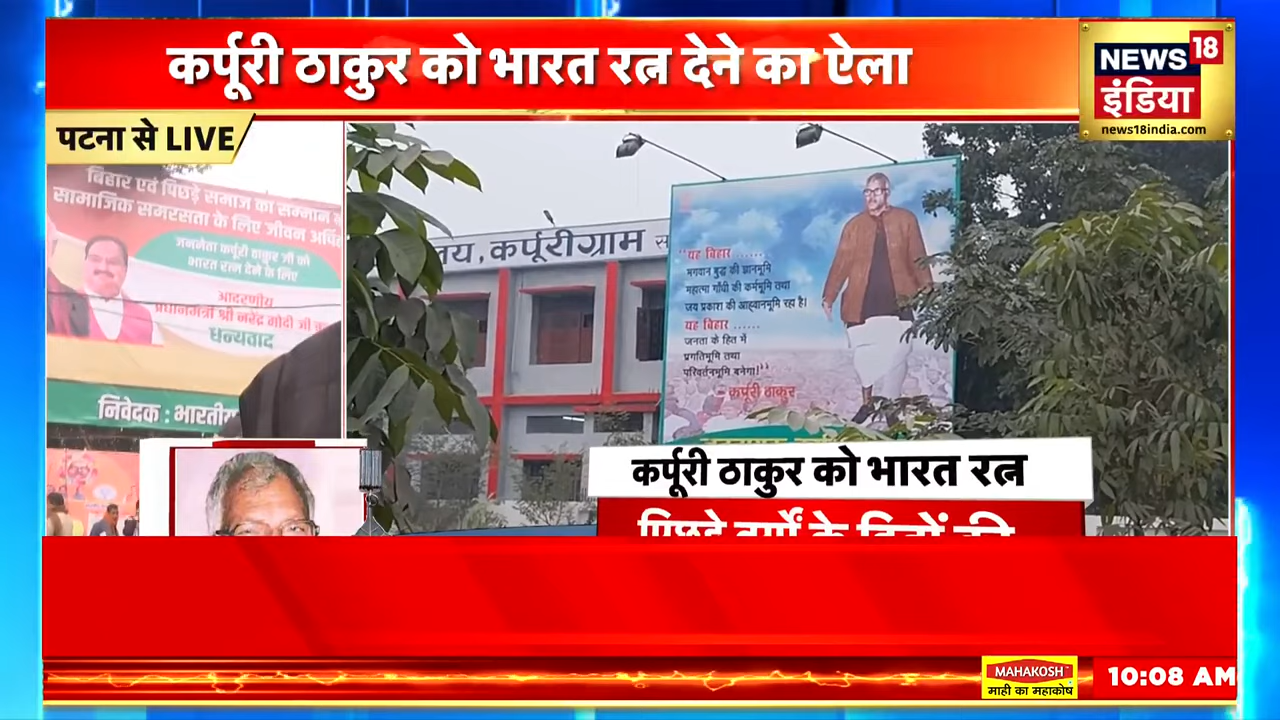 कर्पूरी ठाकुर को भारत रत्न देने का ऐला
NEWS 18
इंडिया
news18india.com
पटना से LIVE
बिहार एवं पिछड़े समाज का सम्मान
सामाजिक समरसता के लिए जीवन अर्पि
जननेता कर्पूरी ठाकुर जी को
भारत रत्न देने के लिए
आदरणीय
प्रधानमंत्री श्री नरेंद्र मोदी जी
धन्यवाद
निवेदक : भारतीय
लय, कर्पूरीग्राम स
"यह बिहार ......
भगवान बुद्ध की ज्ञानभूमि
महात्मा गाँधी की कर्मभूमि तथा
जय प्रकाश की आह्वानभूमि रहा है।
यह बिहार ......
जनता के हित में
प्रगतिभूमि तथा
परिवर्तनभूमि बनेगा।"
- कर्पूरी ठाकुर
कर्पूरी ठाकुर को भारत रत्न
पिछड़े वर्गों के हितों की
MAHAKOSH
माही का महाकोष
10:08 AM